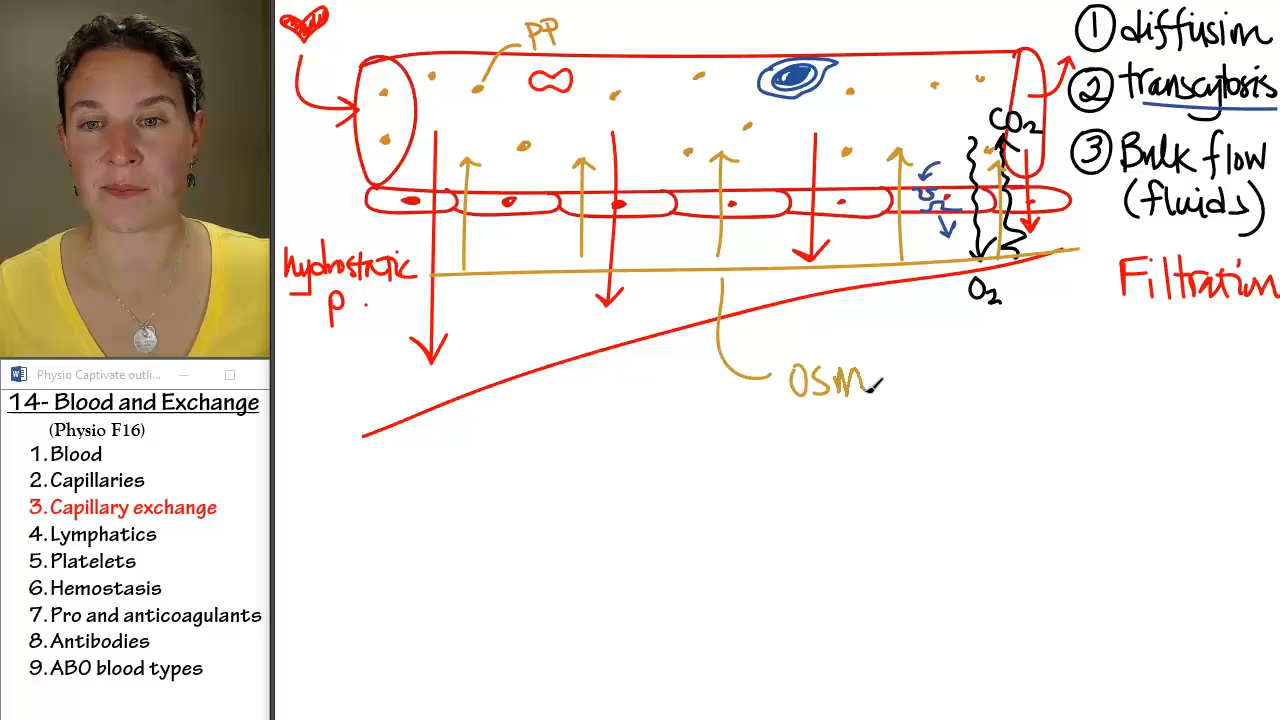 PP
① diffusion
② transcytosis
CO2
③ Bulk flow
(fluids)
hydrostatic
P.
O2
Filtration
OSM
Physio Captivate outli...
14- Blood and Exchange
(Physio F16)
1. Blood
2. Capillaries
3. Capillary exchange
4. Lymphatics
5. Platelets
6. Hemostasis
7. Pro and anticoagulants
8. Antibodies
9. ABO blood types